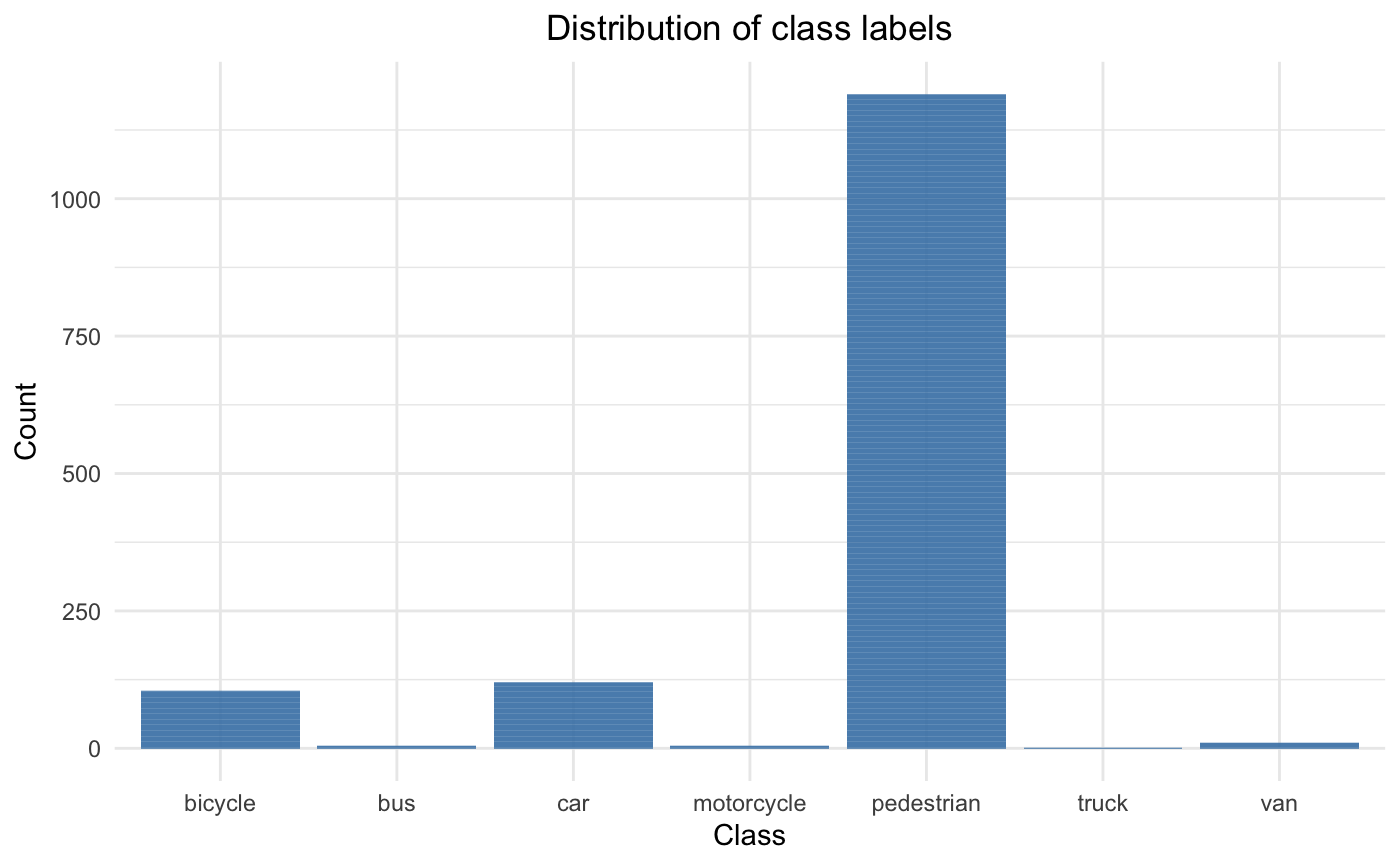 Distribution of class labels
Count
1000
750
500
250
0
bicycle bus car motorcycle pedestrian truck van
Class